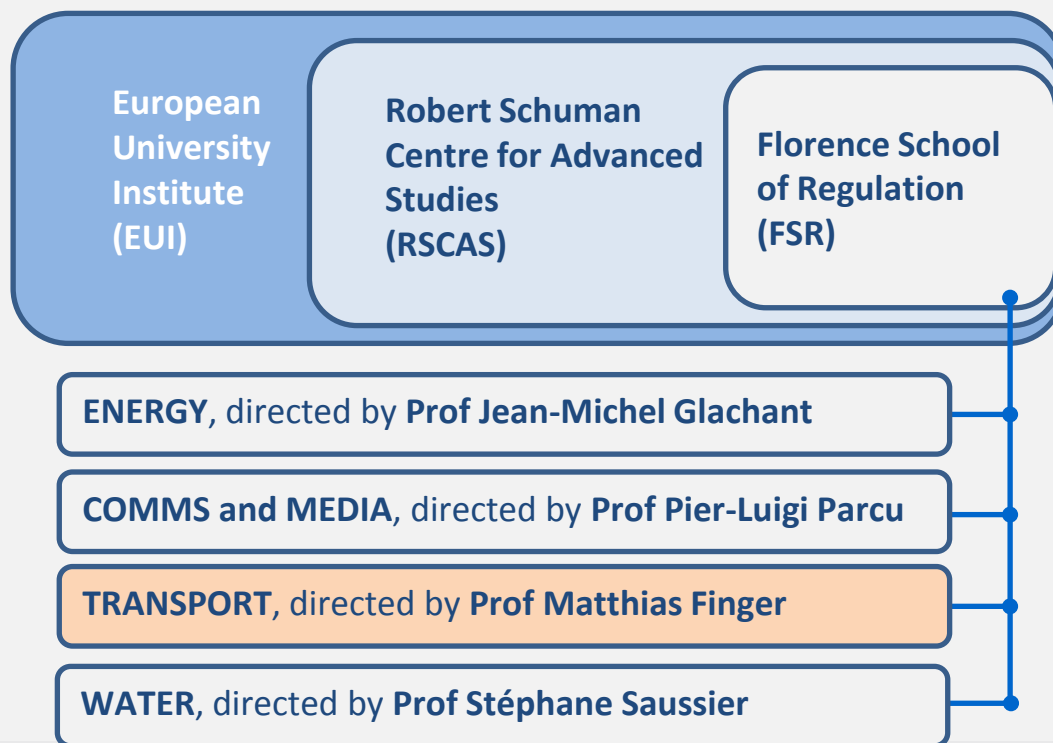 European
University
Institute
(EUI)
Robert Schuman
Centre for Advanced
Studies
(RSCAS)
Florence School
of Regulation
(FSR)
ENERGY, directed by Prof Jean-Michel Glachant
COMMS and MEDIA, directed by Prof Pier-Luigi Parcu
TRANSPORT, directed by Prof Matthias Finger
WATER, directed by Prof Stéphane Saussier